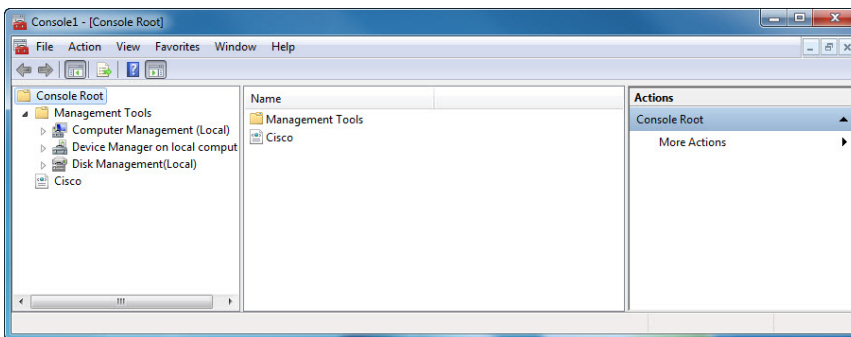 Console1 - [Console Root]
File Action View Favorites Window Help
Console Root
Management Tools
Computer Management (Local)
Device Manager on local comput
Disk Management(Local)
Cisco
Name
Management Tools
Cisco
Actions
Console Root
More Actions